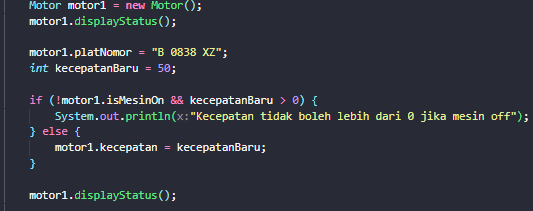 Motor motor1 = new Motor();
motor1.displayStatus();
motor1.platNomor = "B 0838 XZ";
int kecepatanBaru = 50;
if (!motor1.isMesinOn && kecepatanBaru > 0) {
System.out.println(x:"Kecepatan tidak boleh lebih dari 0 jika mesin off");
} else {
motor1.kecepatan = kecepatanBaru;
}
motor1.displayStatus();